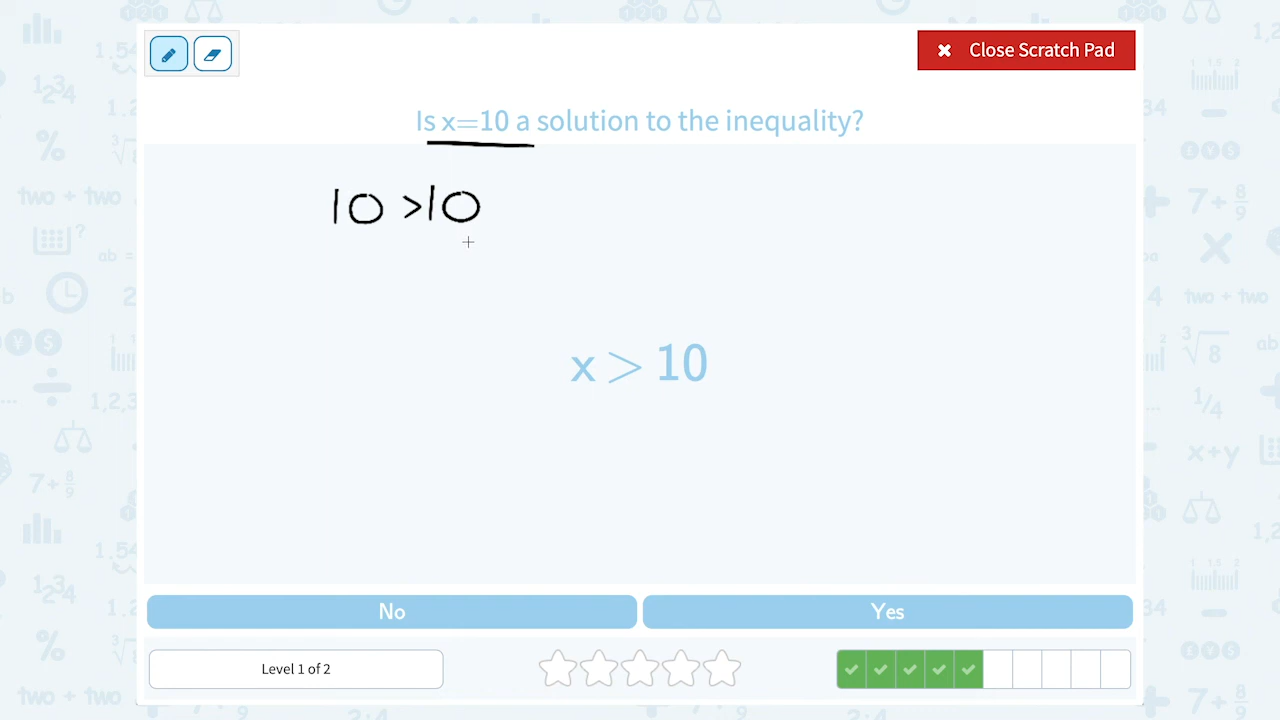 Close Scratch Pad
Is x=10 a solution to the inequality?
10 >10
x > 10
No
Yes
Level 1 of 2